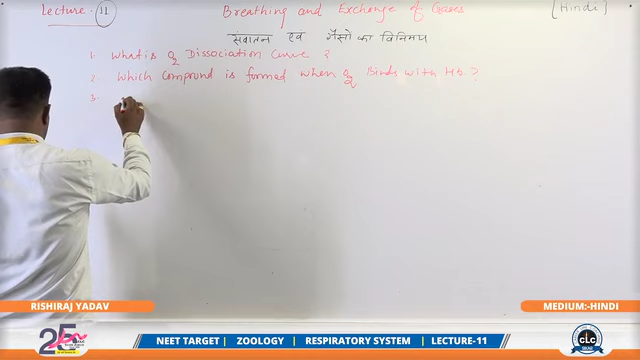 Lecture. 11 Breathing and Exchange of Gases [Hindi]
संवातन एवं गैसों का विनिमय
1. What is O2 Dissociation Curve ?
2. Which Compound is formed when O2 Binds with Hb. ?
3.
RISHIRAJ YADAV MEDIUM:-HINDI
25
NEET TARGET | ZOOLOGY | RESPIRATORY SYSTEM | LECTURE-11
CLC